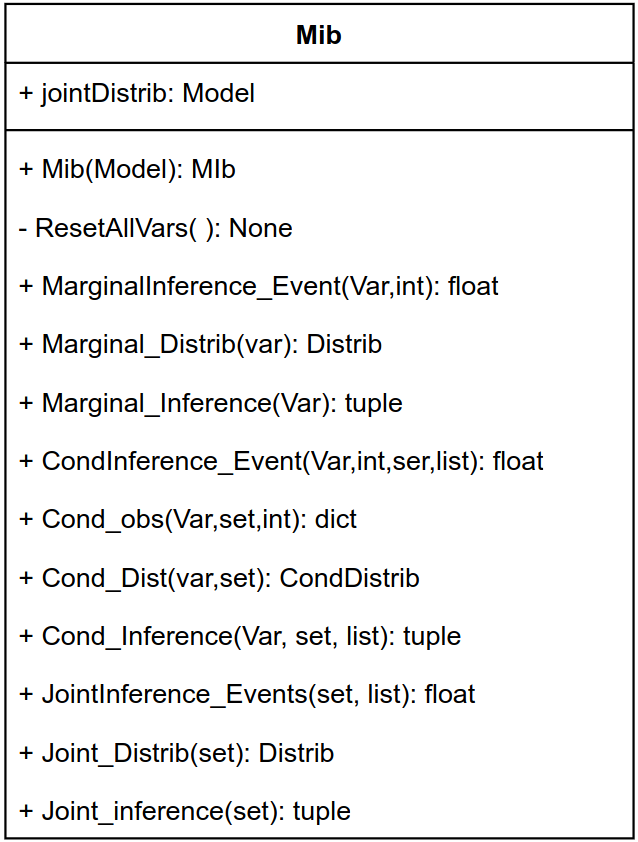 Mib
+ jointDistrib: Model
+ Mib(Model): MIb
- ResetAllVars( ): None
+ MarginalInference_Event(Var,int): float
+ Marginal_Distrib(var): Distrib
+ Marginal_Inference(Var): tuple
+ CondInference_Event(Var,int,ser,list): float
+ Cond_obs(Var,set,int): dict
+ Cond_Dist(var,set): CondDistrib
+ Cond_Inference(Var, set, list): tuple
+ JointInference_Events(set, list): float
+ Joint_Distrib(set): Distrib
+ Joint_inference(set): tuple